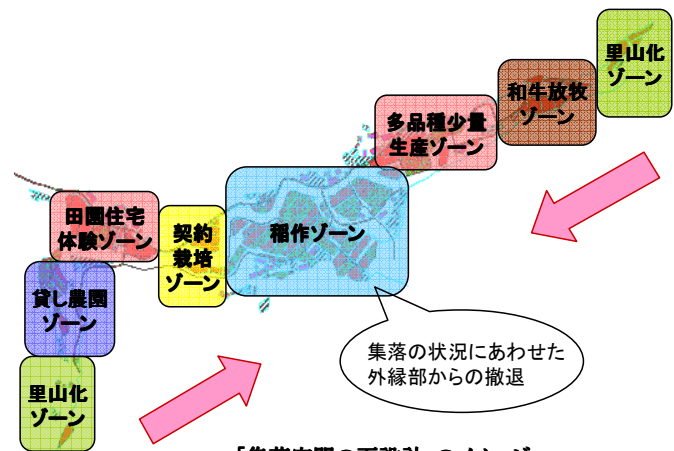 里山化
ゾーン
和牛放牧
ゾーン
多品種少量
生産ゾーン
田園住宅
体験ゾーン
契約
栽培
ゾーン
稲作ゾーン
貸し農園
ゾーン
里山化
ゾーン
集落の状況にあわせた
外縁部からの撤退